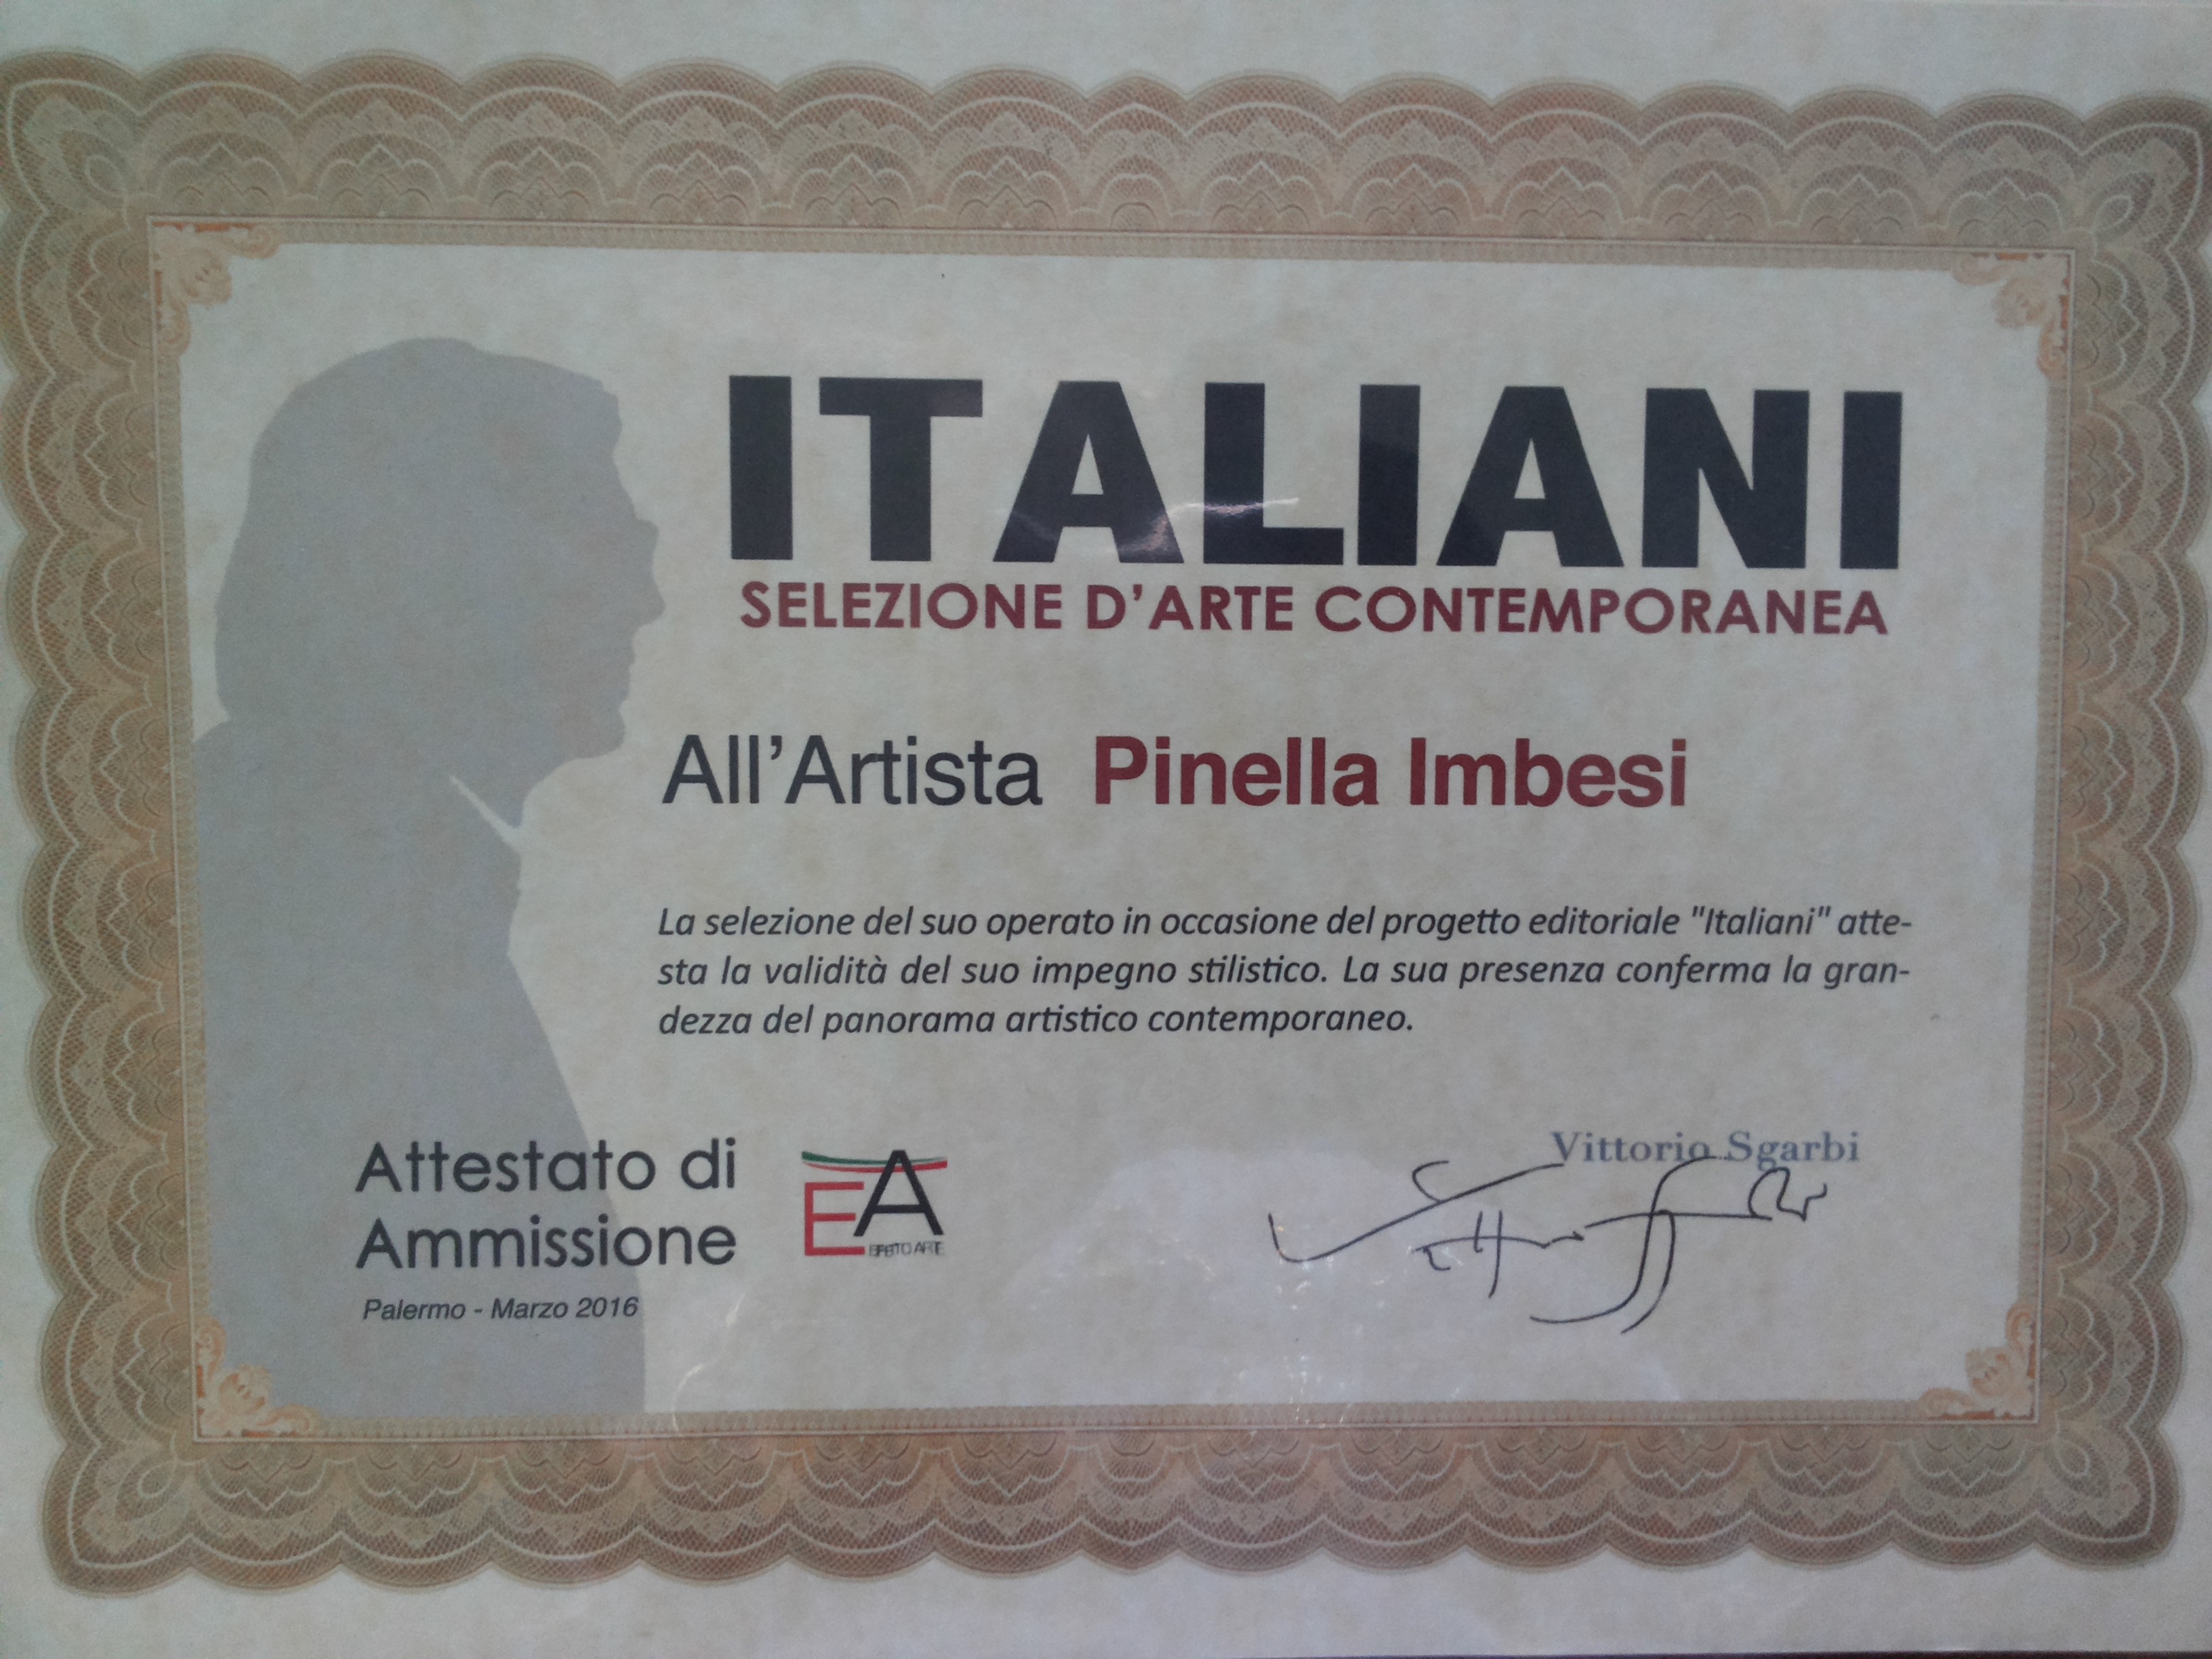 ITALIANI
SELEZIONE D'ARTE CONTEMPORANEA
All'Artista Pinella Imbesi
La selezione del suo operato in occasione del progetto editoriale "Italiani" atte-
sta la validità del suo impegno stilistico. La sua presenza conferma la gran-
dezza del panorama artistico contemporaneo.
Attestato di
Ammissione
Palermo - Marzo 2016
EA
EFFETTO ARTE
Vittorio Sgarbi